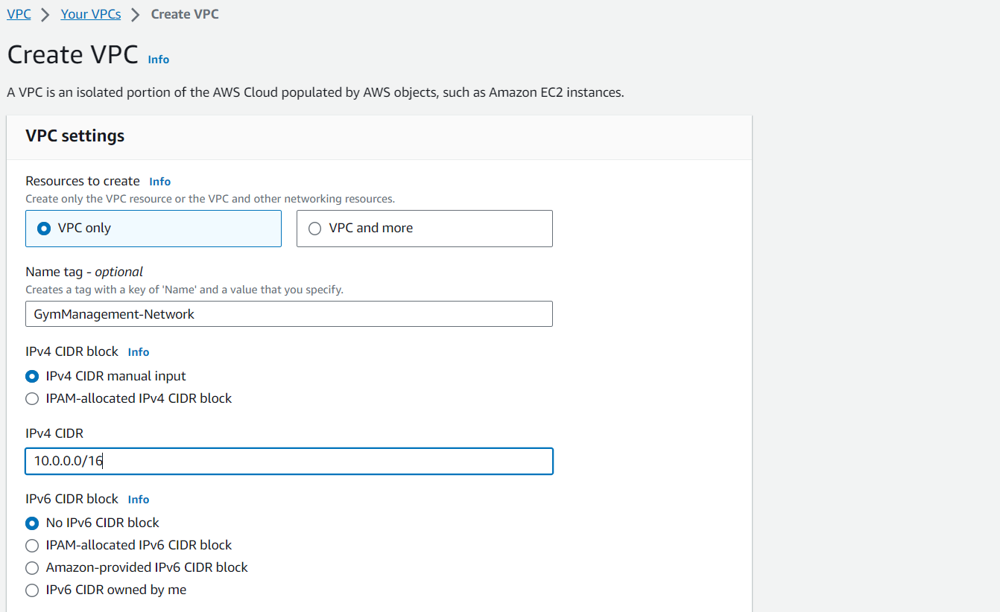 VPC > Your VPCs > Create VPC
Create VPC Info
A VPC is an isolated portion of the AWS Cloud populated by AWS objects, such as Amazon EC2 instances.
VPC settings
Resources to create Info
Create only the VPC resource or the VPC and other networking resources.
VPC only
VPC and more
Name tag - optional
Creates a tag with a key of 'Name' and a value that you specify.
GymManagement-Network
IPv4 CIDR block Info
IPv4 CIDR manual input
IPAM-allocated IPv4 CIDR block
IPv4 CIDR
10.0.0.0/16
IPv6 CIDR block Info
No IPv6 CIDR block
IPAM-allocated IPv6 CIDR block
Amazon-provided IPv6 CIDR block
IPv6 CIDR owned by me